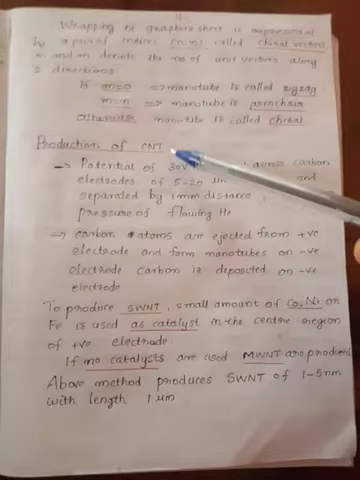 Wrapping of graphene sheet is represented
by a pair of indices (n,m) called chiral vectors
n and m denote the no of unit vectors along
2 directions.
If m=0 => nanotube is called zigzag
m=n => nanotube is armchair
otherwise nanotube is called chiral
Production of CNT
→ Potential of 30V across carbon
electrodes of 5-20 and
separated by 1mm distance
pressure of flowing He
→ carbon atoms are ejected from +ve
electrode and form nanotubes on -ve
electrode carbon is deposited on -ve
electrode
To produce SWNT, small amount of Co, Ni or
Fe is used as catalyst in the centre region
of +ve electrode.
If no catalysts are used MWNT are produced
Above method produces SWNT of 1-5nm
with length 1 μm